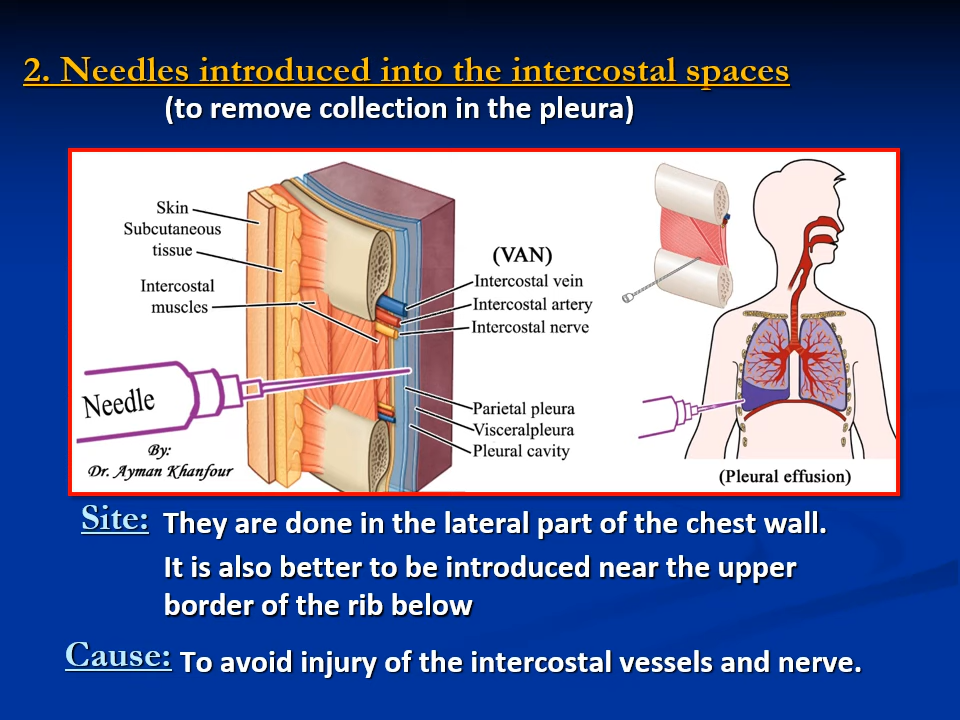 2. Needles introduced into the intercostal spaces
(to remove collection in the pleura)
Skin
Subcutaneous
tissue
Intercostal
muscles
(VAN)
Intercostal vein
Intercostal artery
Intercostal nerve
Needle
Parietal pleura
Visceralpleura
Pleural cavity
By:
Dr. Ayman Khanfour
(Pleural effusion)
Site: They are done in the lateral part of the chest wall.
It is also better to be introduced near the upper
border of the rib below
Cause: To avoid injury of the intercostal vessels and nerve.